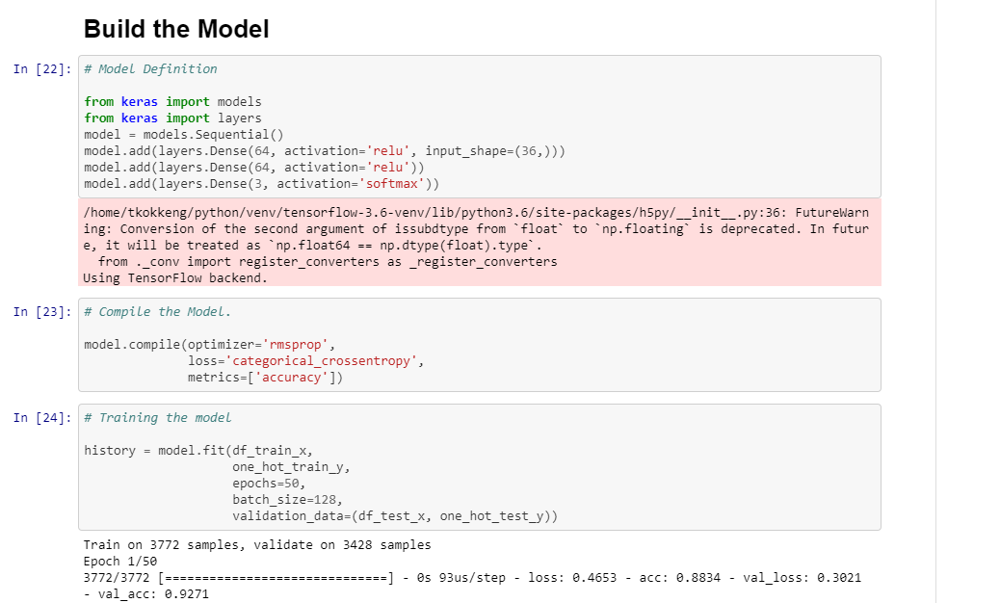 Build the Model
In [22]: # Model Definition
from keras import models
from keras import layers
model = models.Sequential()
model.add(layers.Dense(64, activation='relu', input_shape=(36,)))
model.add(layers.Dense(64, activation='relu'))
model.add(layers.Dense(3, activation='softmax'))
/home/tkokkeng/python/venv/tensorflow-3.6-venv/lib/python3.6/site-packages/h5py/__init__.py:36: FutureWarn
ing: Conversion of the second argument of issubdtype from `float` to `np.floating` is deprecated. In futur
e, it will be treated as `np.float64 == np.dtype(float).type`.
  from ._conv import register_converters as _register_converters
Using TensorFlow backend.
In [23]: # Compile the Model.
model.compile(optimizer='rmsprop',
              loss='categorical_crossentropy',
              metrics=['accuracy'])
In [24]: # Training the model
history = model.fit(df_train_x,
                    one_hot_train_y,
                    epochs=50,
                    batch_size=128,
                    validation_data=(df_test_x, one_hot_test_y))
Train on 3772 samples, validate on 3428 samples
Epoch 1/50
3772/3772 [==============================] - 0s 93us/step - loss: 0.4653 - acc: 0.8834 - val_loss: 0.3021
- val_acc: 0.9271